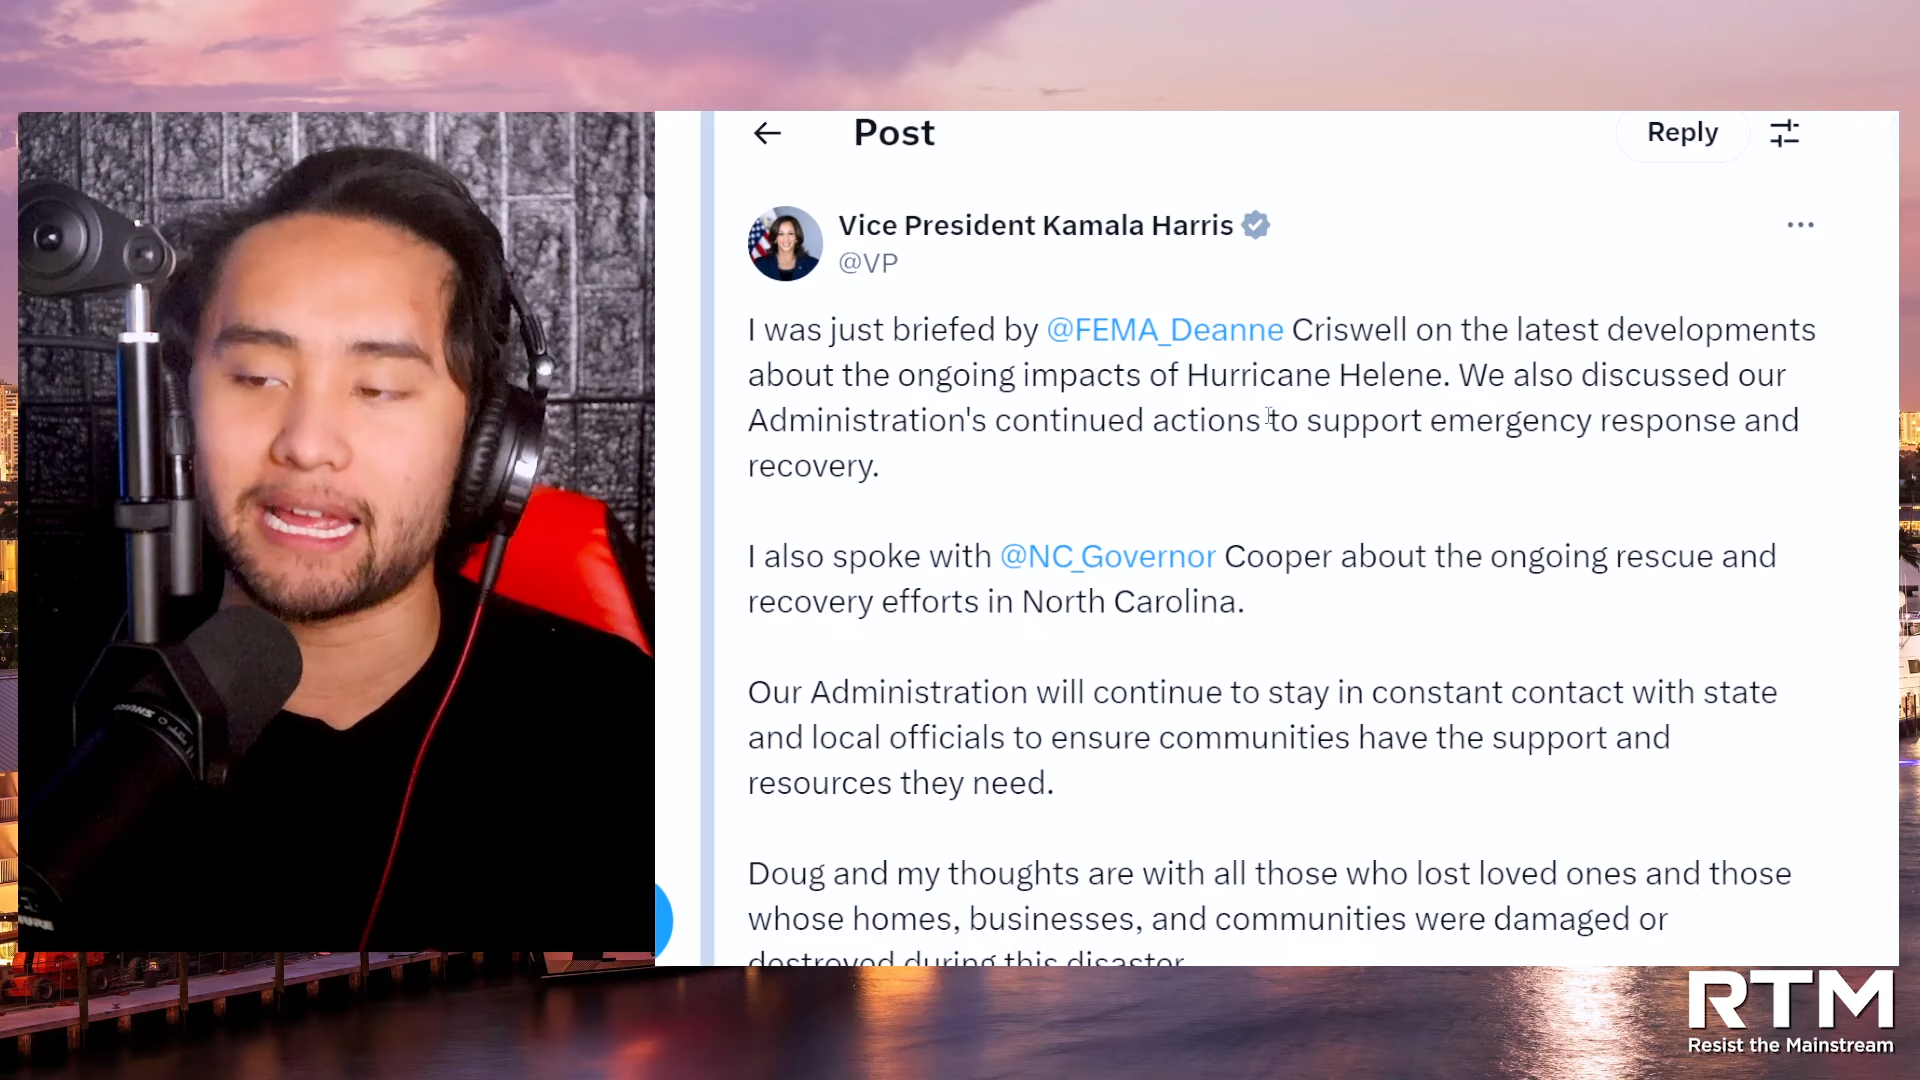 Post
Reply
Vice President Kamala Harris
@VP
I was just briefed by @FEMA_Deanne Criswell on the latest developments
about the ongoing impacts of Hurricane Helene. We also discussed our
Administration's continued actions to support emergency response and
recovery.
I also spoke with @NC_Governor Cooper about the ongoing rescue and
recovery efforts in North Carolina.
Our Administration will continue to stay in constant contact with state
and local officials to ensure communities have the support and
resources they need.
Doug and my thoughts are with all those who lost loved ones and those
whose homes, businesses, and communities were damaged or
destroyed during this disaster
SHURE
RTM
Resist the Mainstream